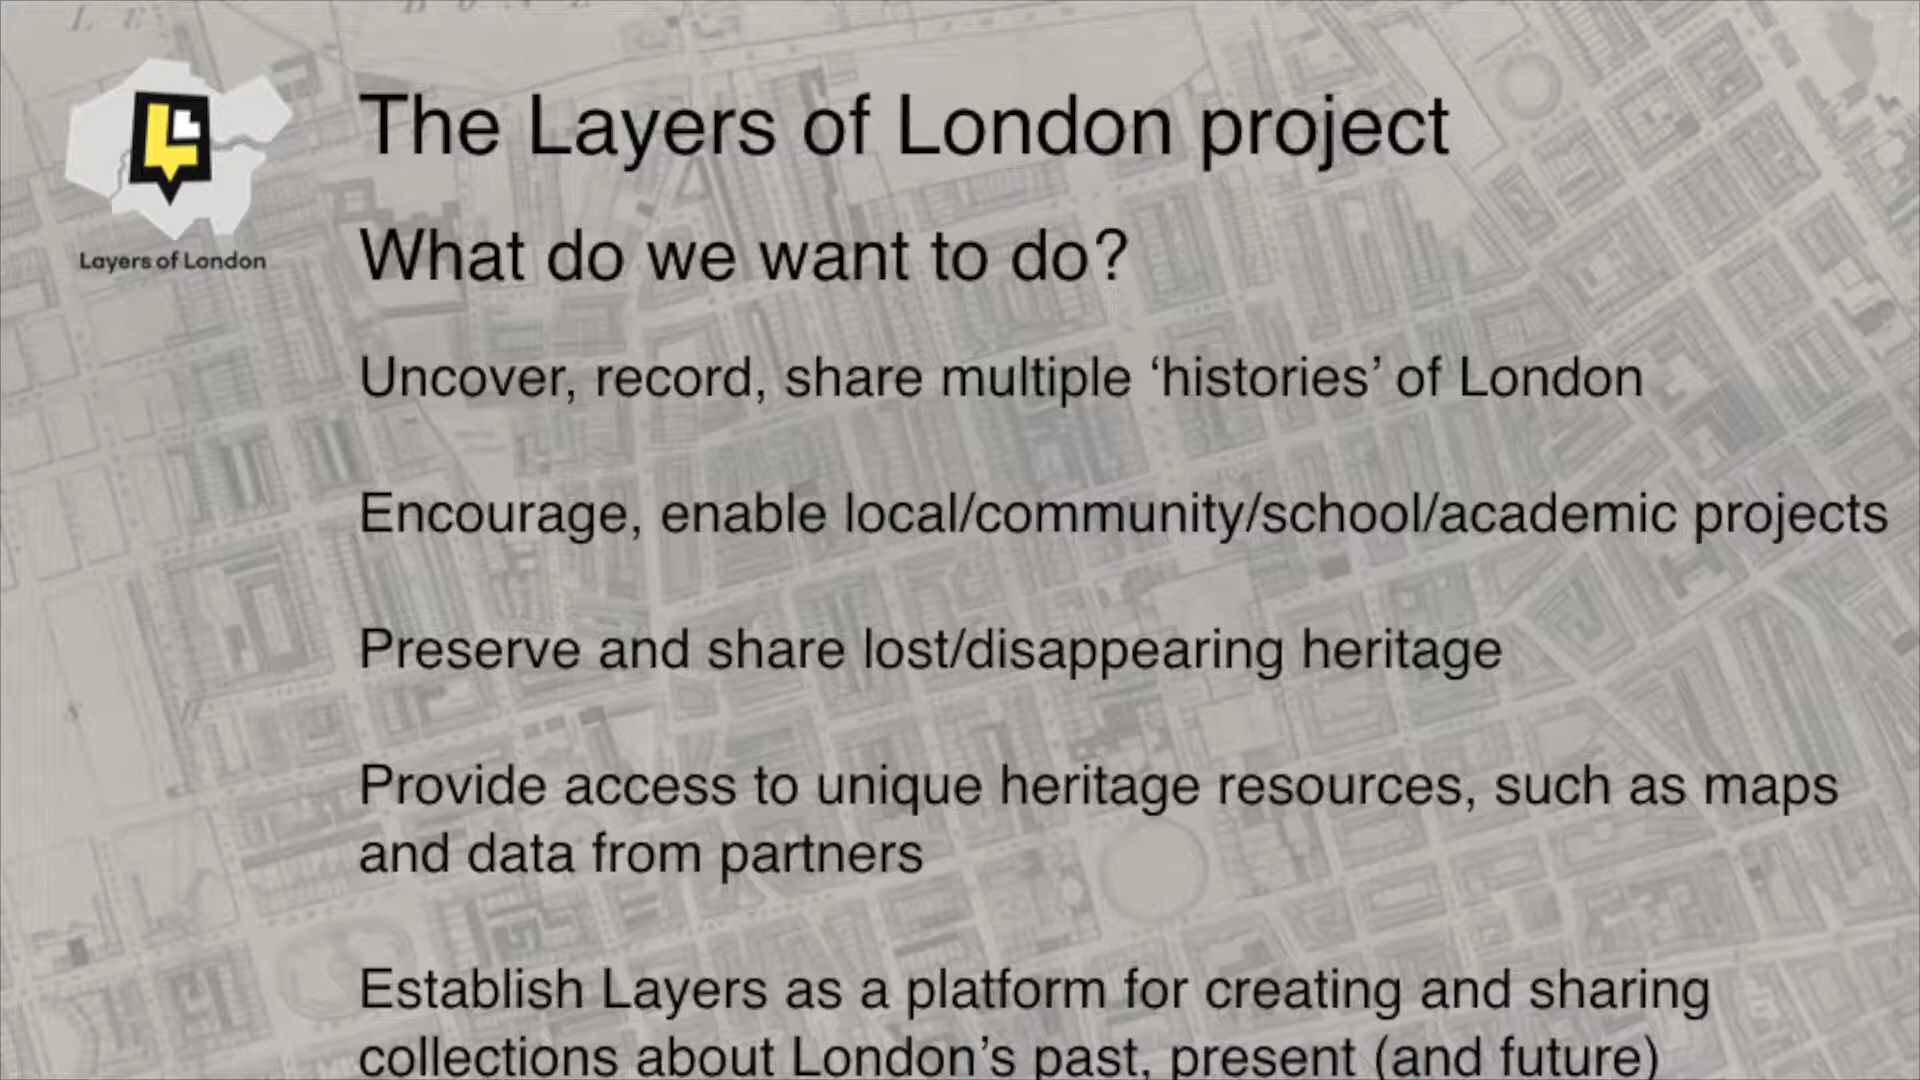 The Layers of London project
Layers of London
What do we want to do?
Uncover, record, share multiple ‘histories’ of London
Encourage, enable local/community/school/academic projects
Preserve and share lost/disappearing heritage
Provide access to unique heritage resources, such as maps
and data from partners
Establish Layers as a platform for creating and sharing
collections about London’s past, present (and future)